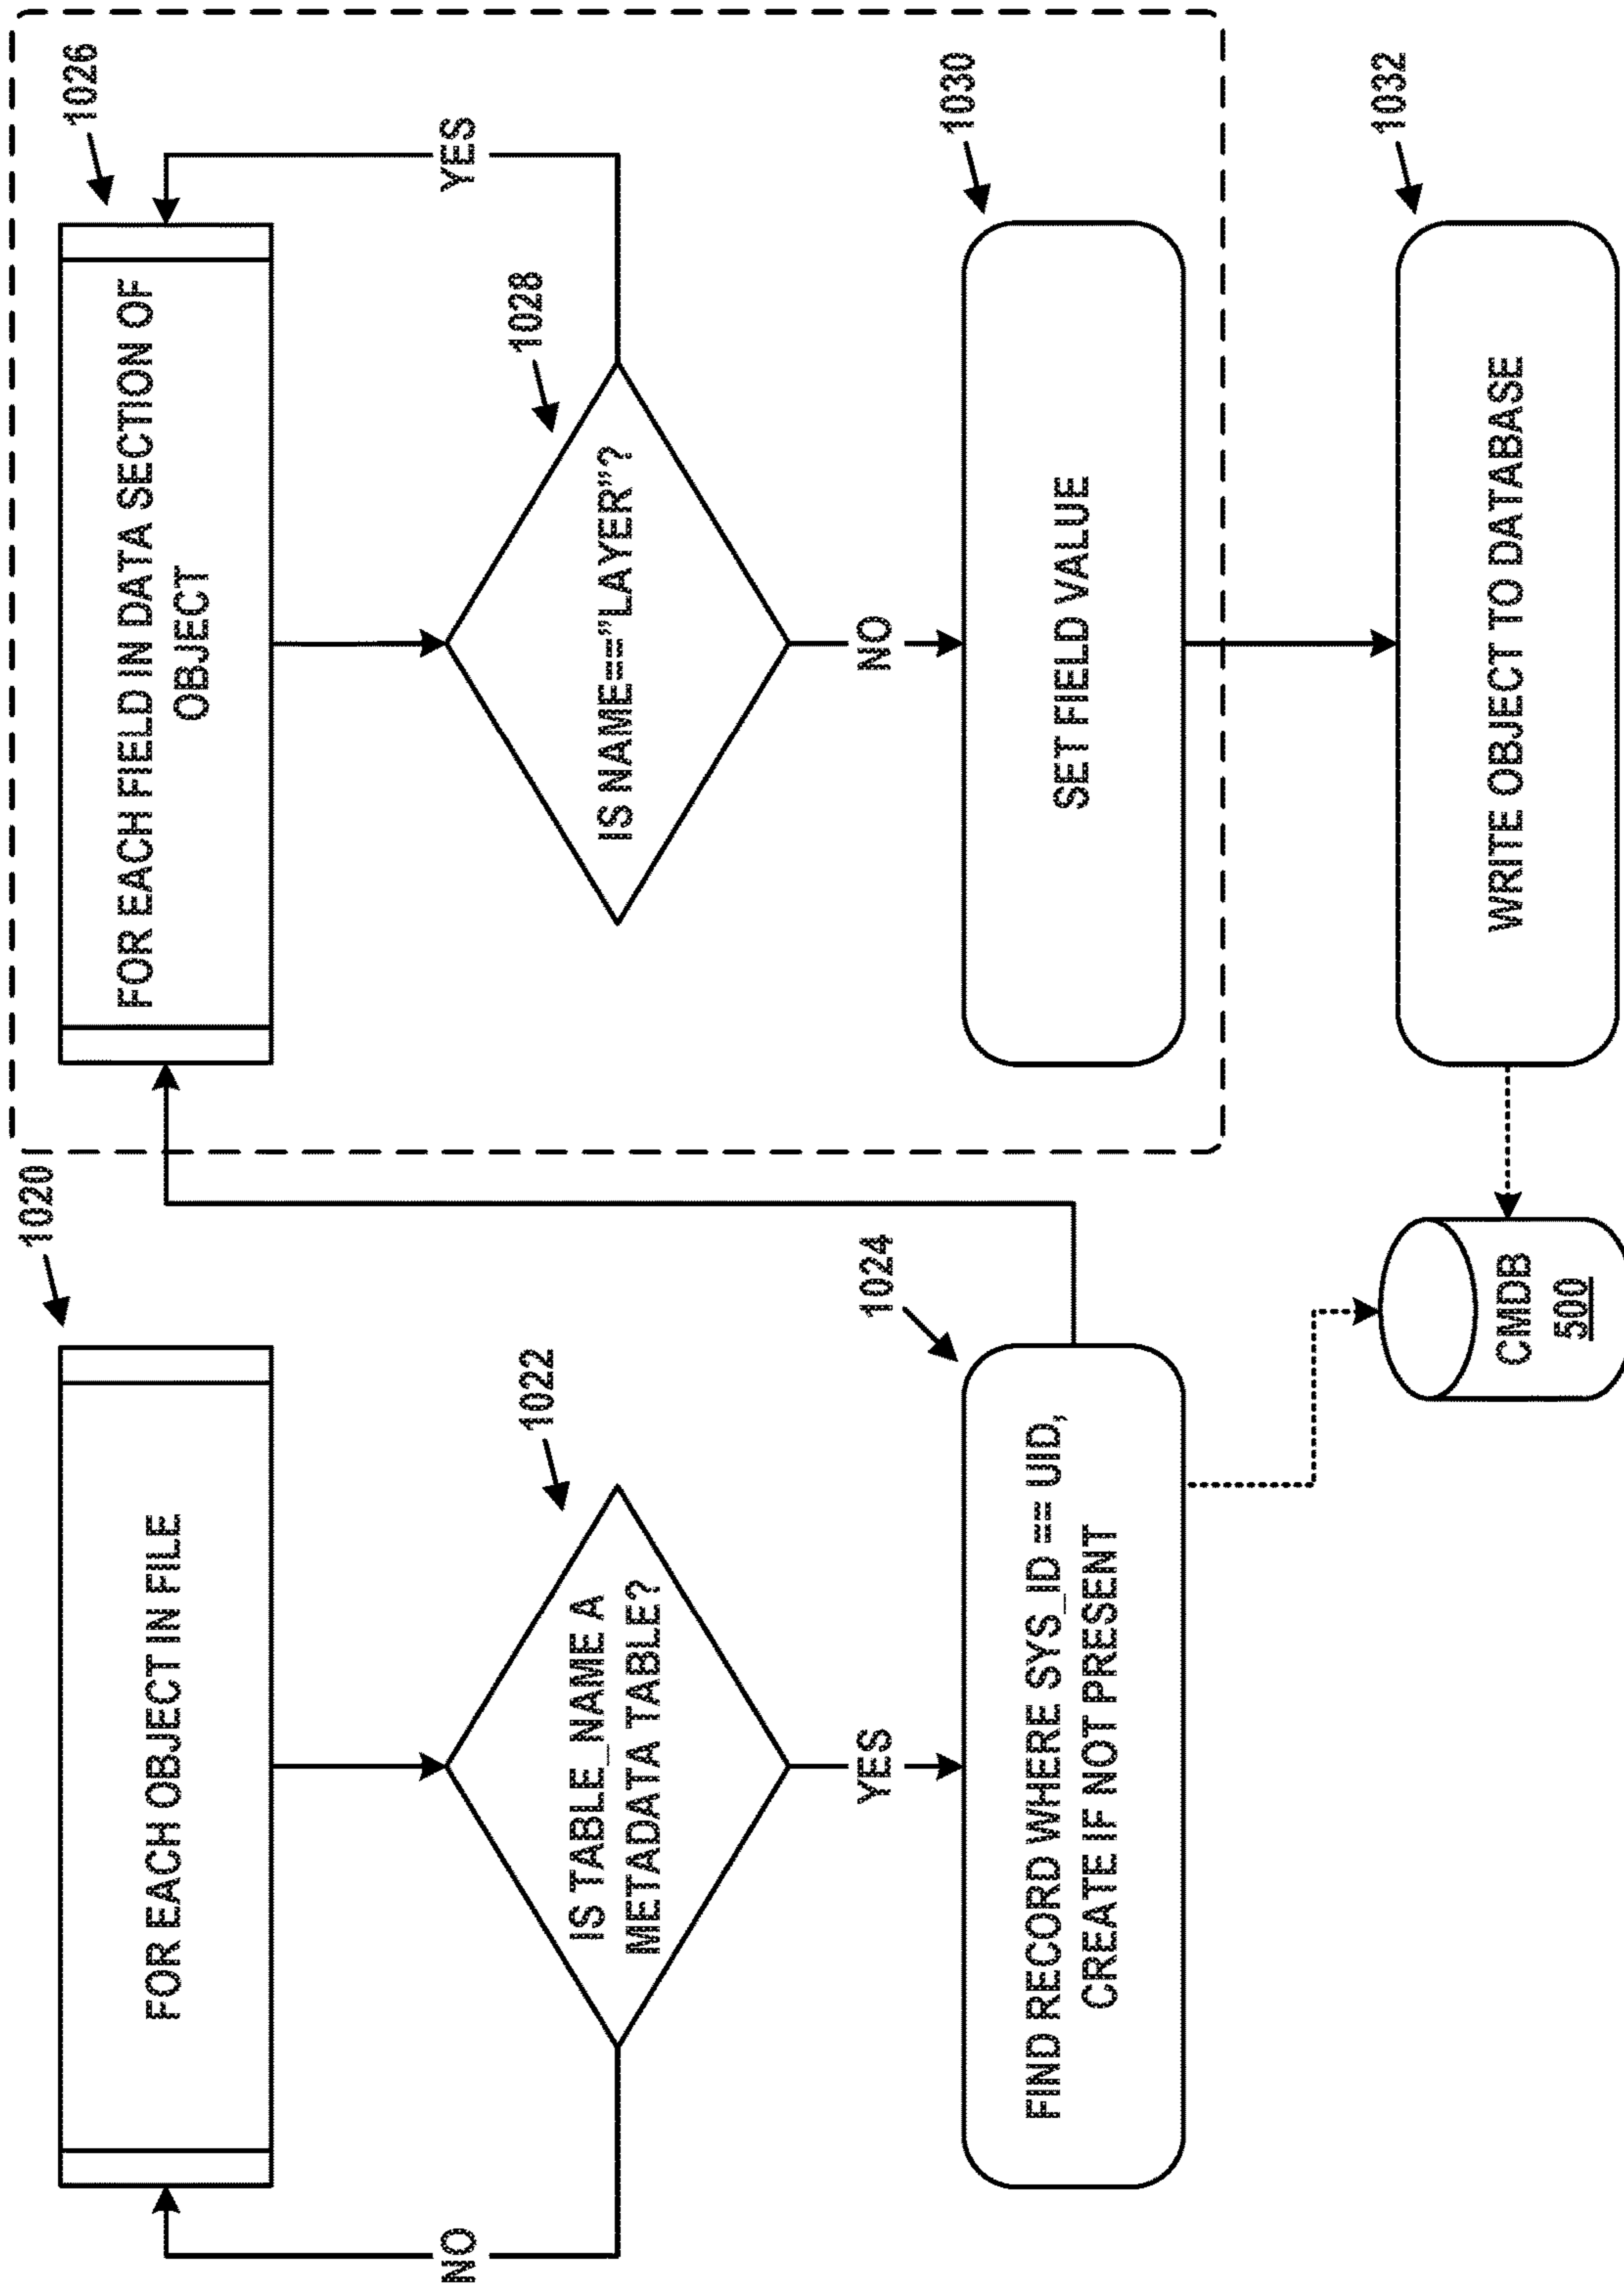 1020
FOR EACH OBJECT IN FILE
1022
IS TABLE_NAME A
METADATA TABLE?
NO
YES
1024
FIND RECORD WHERE SYS_ID == UID,
CREATE IF NOT PRESENT
1026
FOR EACH FIELD IN DATA SECTION OF
OBJECT
1028
IS NAME=="LAYER"?
YES
NO
1030
SET FIELD VALUE
1032
WRITE OBJECT TO DATABASE
CMDB
500